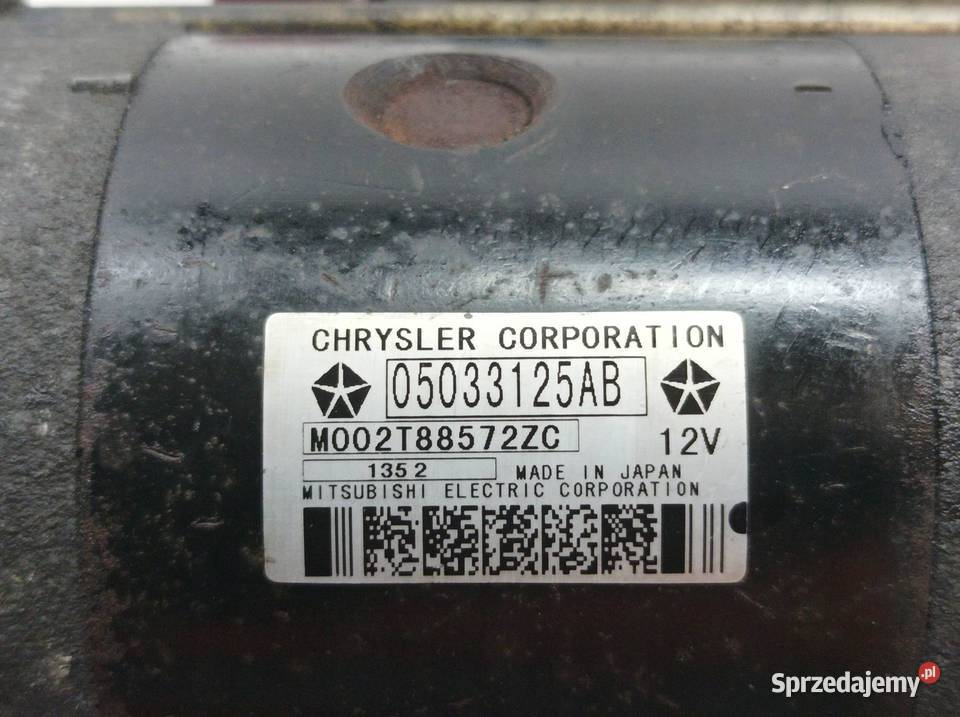 CHRYSLER CORPORATION
05033125AB
M002T88572ZC 12V
1352 MADE IN JAPAN
MITSUBISHI ELECTRIC CORPORATION
Sprzedajemy.pl